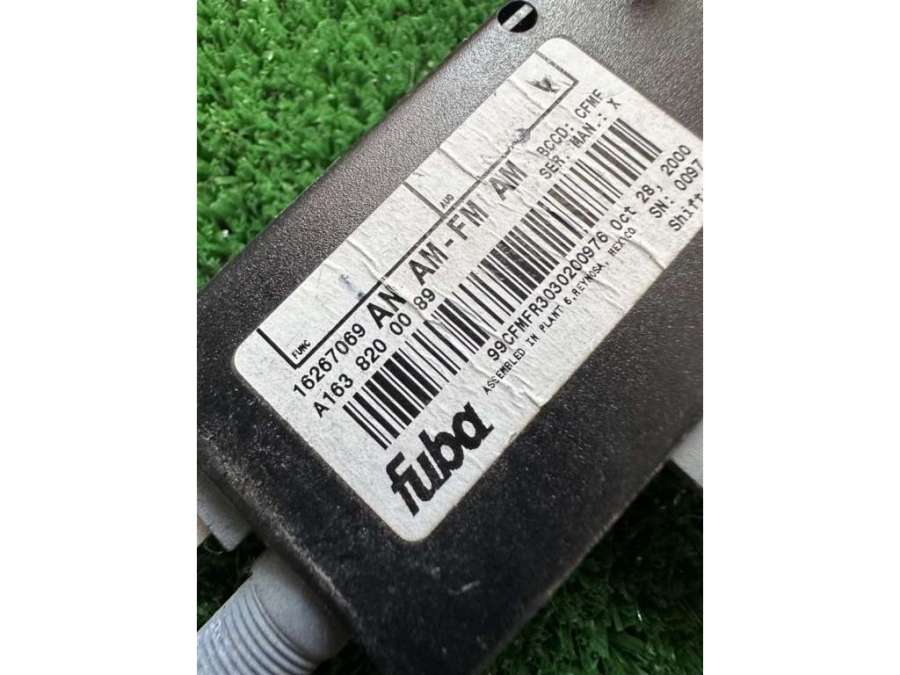 FUNC
AUD
16267069 AN AM-FM AM BCCD: CFMF
A163 820 00 89 SER. MAN.: X
99CFMFR3030200976 Oct 28, 2000
ASSEMBLED IN PLANT 6, REYNOSA, MEXICO SN: 0097
fuba Shift